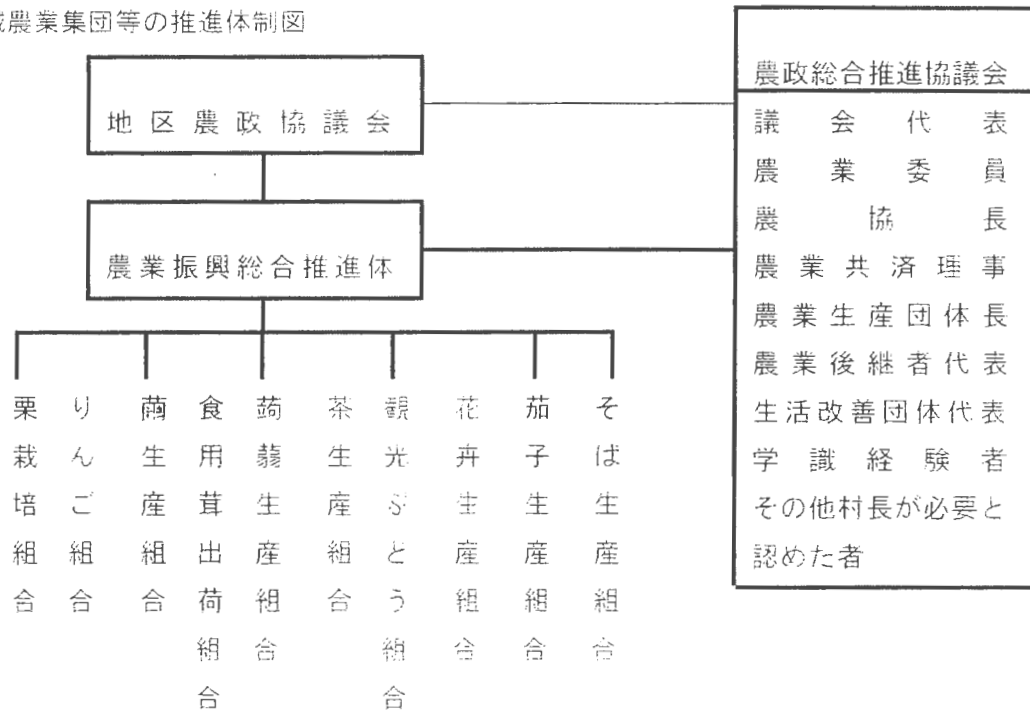 農業集団等の推進体制図
地区農政協議会
農業振興総合推進体
栗栽培組合
りんご組合
繭生産組合
食用茸出荷組合
蒟蒻生産組合
茶生産組合
観光ぶどう組合
花卉生産組合
茄子生産組合
そば生産組合
農政総合推進協議会
議会代表
農業委員
農協長
農業共済理事
農業生産団体長
農業後継者代表
生活改善団体代表
学識経験者
その他村長が必要と
認めた者